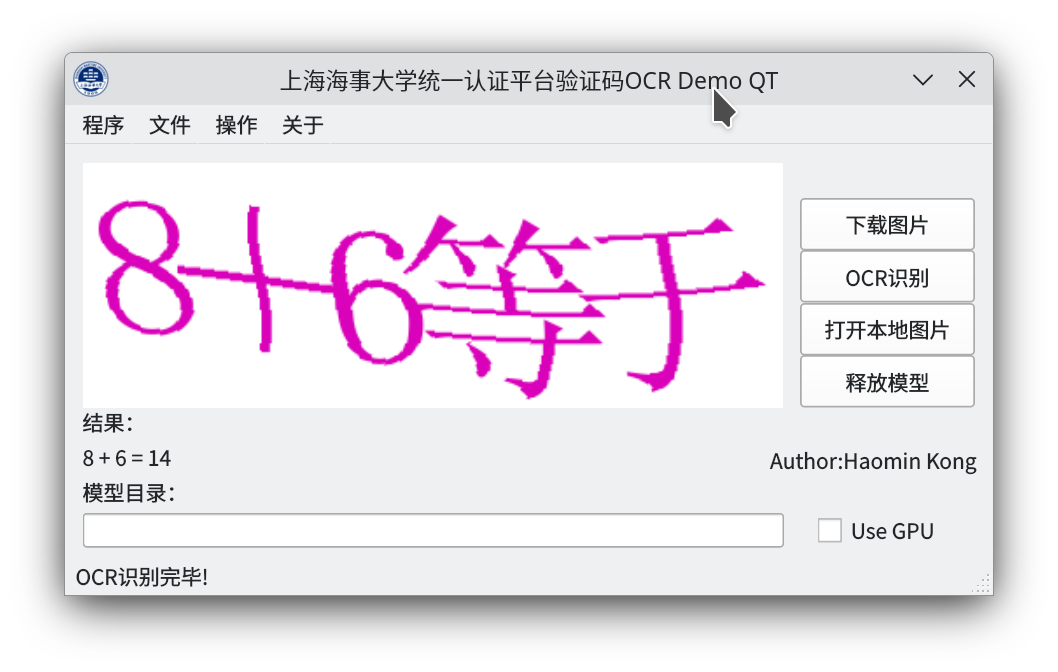 上海海事大学统一认证平台验证码OCR Demo QT
程序 文件 操作 关于
8+6等于
下载图片
OCR识别
打开本地图片
释放模型
结果：
8 + 6 = 14
Author:Haomin Kong
模型目录：
Use GPU
OCR识别完毕!